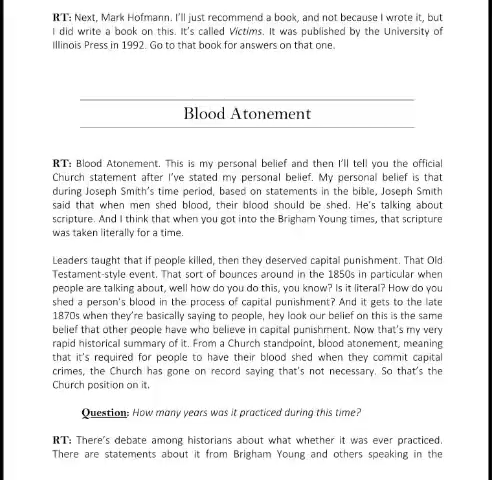 RT: Next, Mark Hofmann. I'll just recommend a book, and not because I wrote it, but
I did write a book on this. It's called Victims. It was published by the University of
Illinois Press in 1992. Go to that book for answers on that one.
Blood Atonement
RT: Blood Atonement. This is my personal belief and then I'll tell you the official
Church statement after I've stated my personal belief. My personal belief is that
during Joseph Smith's time period, based on statements in the bible, Joseph Smith
said that when men shed blood, their blood should be shed. He's talking about
scripture. And I think that when you got into the Brigham Young times, that scripture
was taken literally for a time.
Leaders taught that if people killed, then they deserved capital punishment. That Old
Testament-style event. That sort of bounces around in the 1850s in particular when
people are talking about, well how do you do this, you know? Is it literal? How do you
shed a person's blood in the process of capital punishment? And it gets to the late
1870s when they're basically saying to people, hey look our belief on this is the same
belief that other people have who believe in capital punishment. Now that's my very
rapid historical summary of it. From a Church standpoint, blood atonement, meaning
that it's required for people to have their blood shed when they commit capital
crimes, the Church has gone on record saying that's not necessary. So that's the
Church position on it.
Question: How many years was it practiced during this time?
RT: There's debate among historians about what whether it was ever practiced.
There are statements about it from Brigham Young and others speaking in the